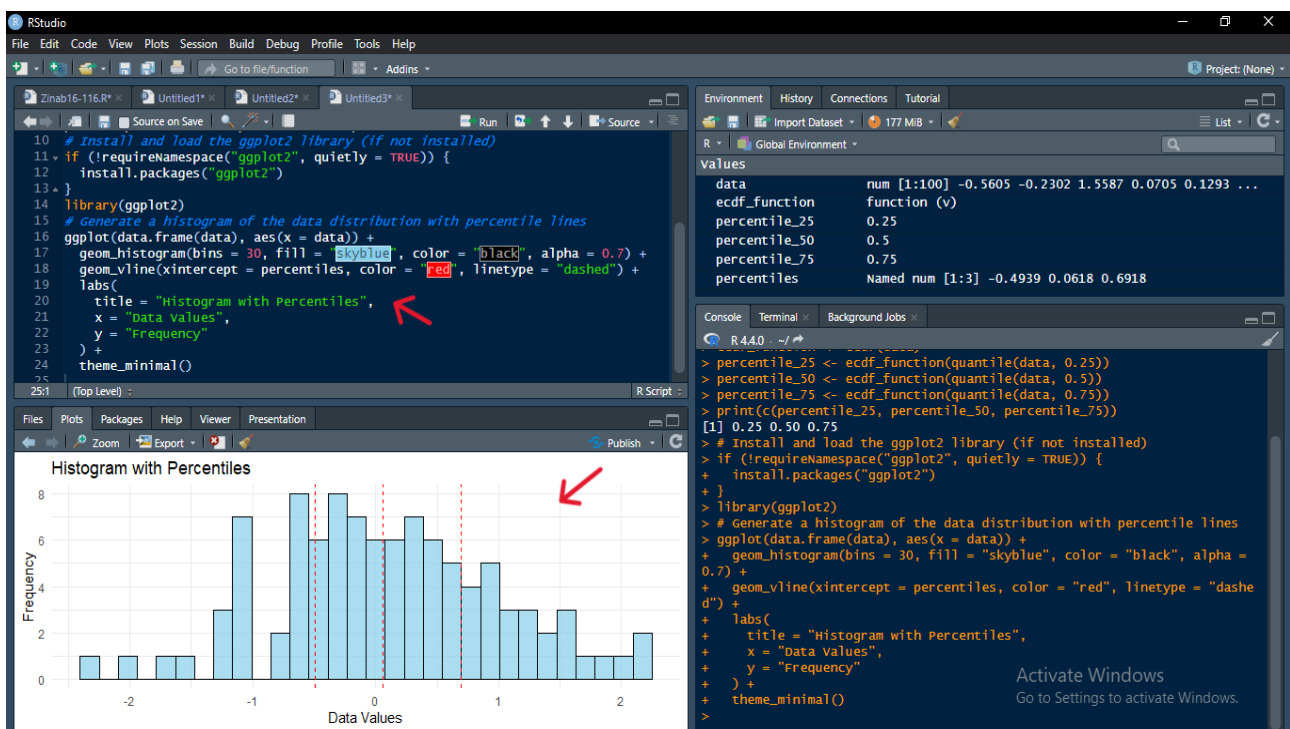 RStudio
File Edit Code View Plots Session Build Debug Profile Tools Help
Go to file/function Addins Project: (None)
Zinab16-116.R* Untitled1* Untitled2* Untitled3*
Source on Save Run Source
10 # Install and load the ggplot2 library (if not installed)
11 if (!requireNamespace("ggplot2", quietly = TRUE)) {
12 install.packages("ggplot2")
13 }
14 library(ggplot2)
15 # Generate a histogram of the data distribution with percentile lines
16 ggplot(data.frame(data), aes(x = data)) +
17 geom_histogram(bins = 30, fill = "skyblue", color = "black", alpha = 0.7) +
18 geom_vline(xintercept = percentiles, color = "red", linetype = "dashed") +
19 labs(
20 title = "Histogram with Percentiles",
21 x = "Data Values",
22 y = "Frequency"
23 ) +
24 theme_minimal()
25
25:1 (Top Level) R Script
Files Plots Packages Help Viewer Presentation
Zoom Export Publish
Histogram with Percentiles
Frequency
8
6
4
2
0
-2 -1 0 1 2
Data Values
Environment History Connections Tutorial
Import Dataset 177 MiB List
R Global Environment
Values
data num [1:100] -0.5605 -0.2302 1.5587 0.0705 0.1293 ...
ecdf_function function (v)
percentile_25 0.25
percentile_50 0.5
percentile_75 0.75
percentiles Named num [1:3] -0.4939 0.0618 0.6918
Console Terminal Background Jobs
R 4.4.0 · ~/
> percentile_25 <- ecdf_function(quantile(data, 0.25))
> percentile_50 <- ecdf_function(quantile(data, 0.5))
> percentile_75 <- ecdf_function(quantile(data, 0.75))
> print(c(percentile_25, percentile_50, percentile_75))
[1] 0.25 0.50 0.75
> # Install and load the ggplot2 library (if not installed)
> if (!requireNamespace("ggplot2", quietly = TRUE)) {
+ install.packages("ggplot2")
+ }
> library(ggplot2)
> # Generate a histogram of the data distribution with percentile lines
> ggplot(data.frame(data), aes(x = data)) +
+ geom_histogram(bins = 30, fill = "skyblue", color = "black", alpha =
0.7) +
+ geom_vline(xintercept = percentiles, color = "red", linetype = "dashe
d") +
+ labs(
+ title = "Histogram with Percentiles",
+ x = "Data Values",
+ y = "Frequency"
+ ) +
+ theme_minimal()
>
Activate Windows
Go to Settings to activate Windows.